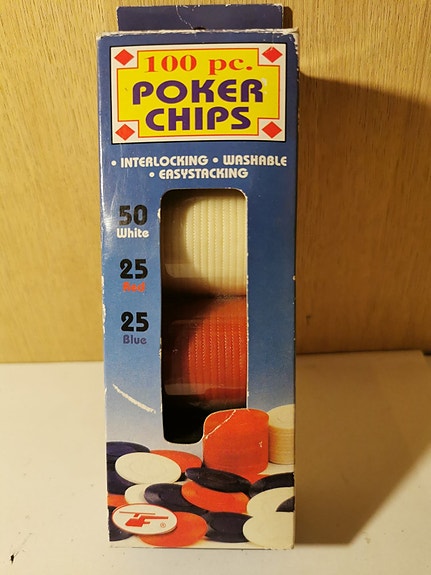 100 pc.
POKER
CHIPS
• INTERLOCKING • WASHABLE
• EASYSTACKING
50
White
25
Red
25
Blue
®